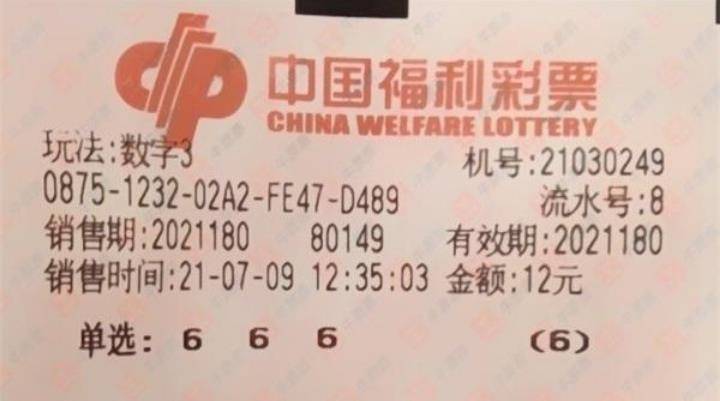 中国福利彩票
CHINA WELFARE LOTTERY
玩法:数字3 机号:21030249
0875-1232-02A2-FE47-D489 流水号:8
销售期:2021180 80149 有效期:2021180
销售时间:21-07-09 12:35:03 金额:12元
单选: 6 6 6 (6)